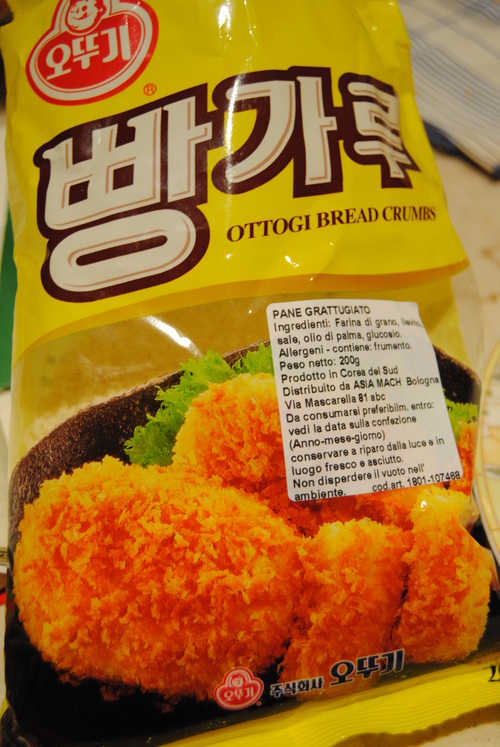 오뚜기
®
빵가루
OTTOGI BREAD CRUMBS
PANE GRATTUGIATO
Ingredienti: Farina di grano, lievito,
sale, olio di palma, glucosio.
Allergeni - contiene: frumento.
Peso netto: 200g
Prodotto in Corea del Sud
Distribuito da ASIA MACH Bologna
Via Mascarella 81 abc
Da consumarsi preferibilm. entro:
vedi la data sulla confezione
(Anno-mese-giorno)
conservare a riparo dalla luce e in
luogo fresco e asciutto.
Non disperdere il vuoto nell'
ambiente. cod.art. 1801-107468
오뚜기
주식회사 오뚜기